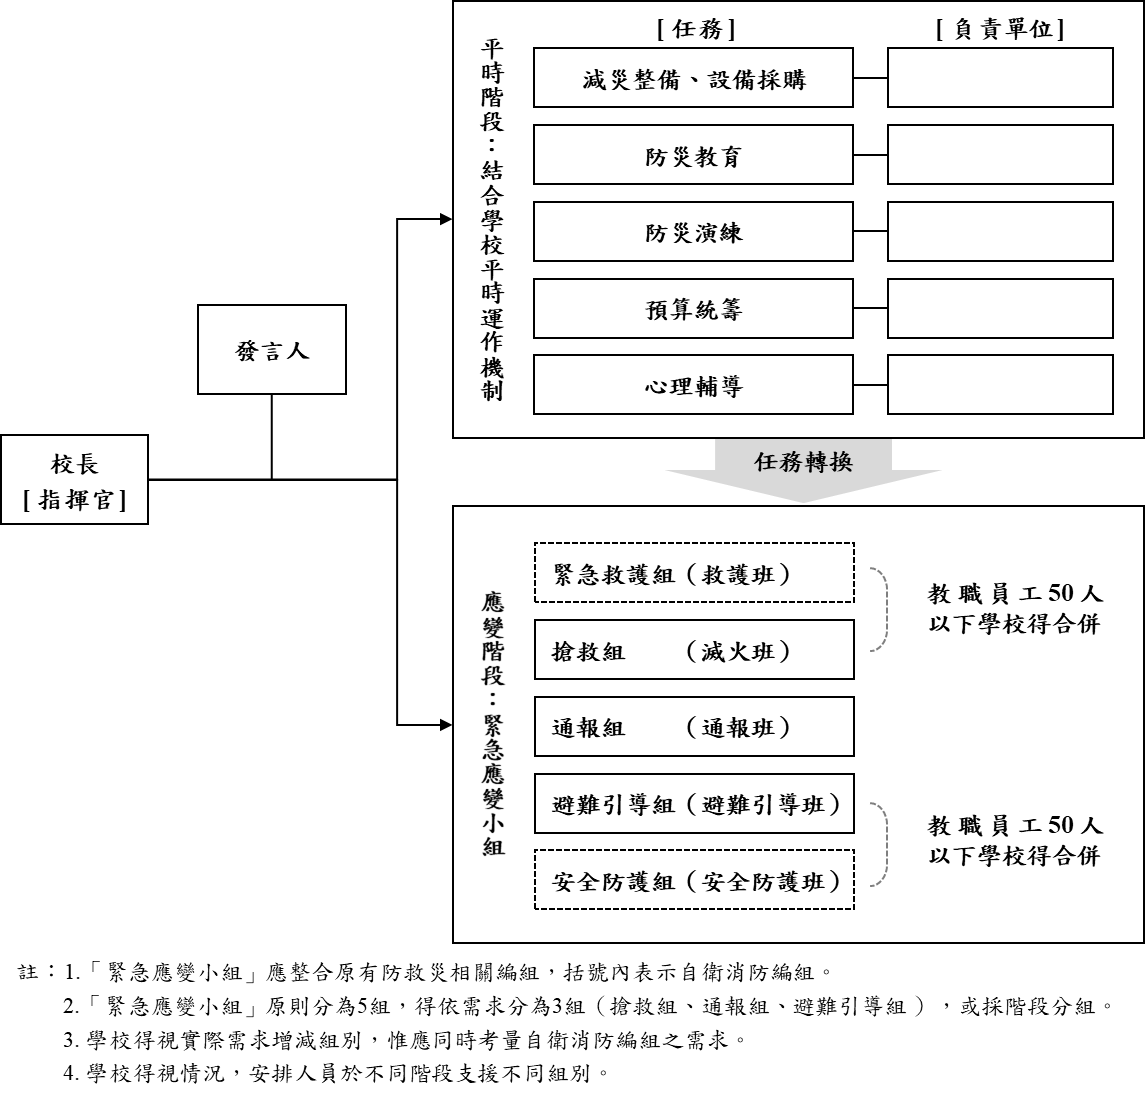 [任務]
[負責單位]
平時階段：結合學校平時運作機制
減災整備、設備採購
防災教育
防災演練
預算統籌
心理輔導
發言人
校長
[指揮官]
任務轉換
應變階段：緊急應變小組
緊急救護組（救護班）
搶救組　（滅火班）
通報組　（通報班）
避難引導組（避難引導班）
安全防護組（安全防護班）
教職員工50人
以下學校得合併
教職員工50人
以下學校得合併
註：1.「緊急應變小組」應整合原有防救災相關編組，括號內表示自衛消防編組。
2.「緊急應變小組」原則分為5組，得依需求分為3組（搶救組、通報組、避難引導組），或採階段分組。
3. 學校得視實際需求增減組別，惟應同時考量自衛消防編組之需求。
4. 學校得視情況，安排人員於不同階段支援不同組別。